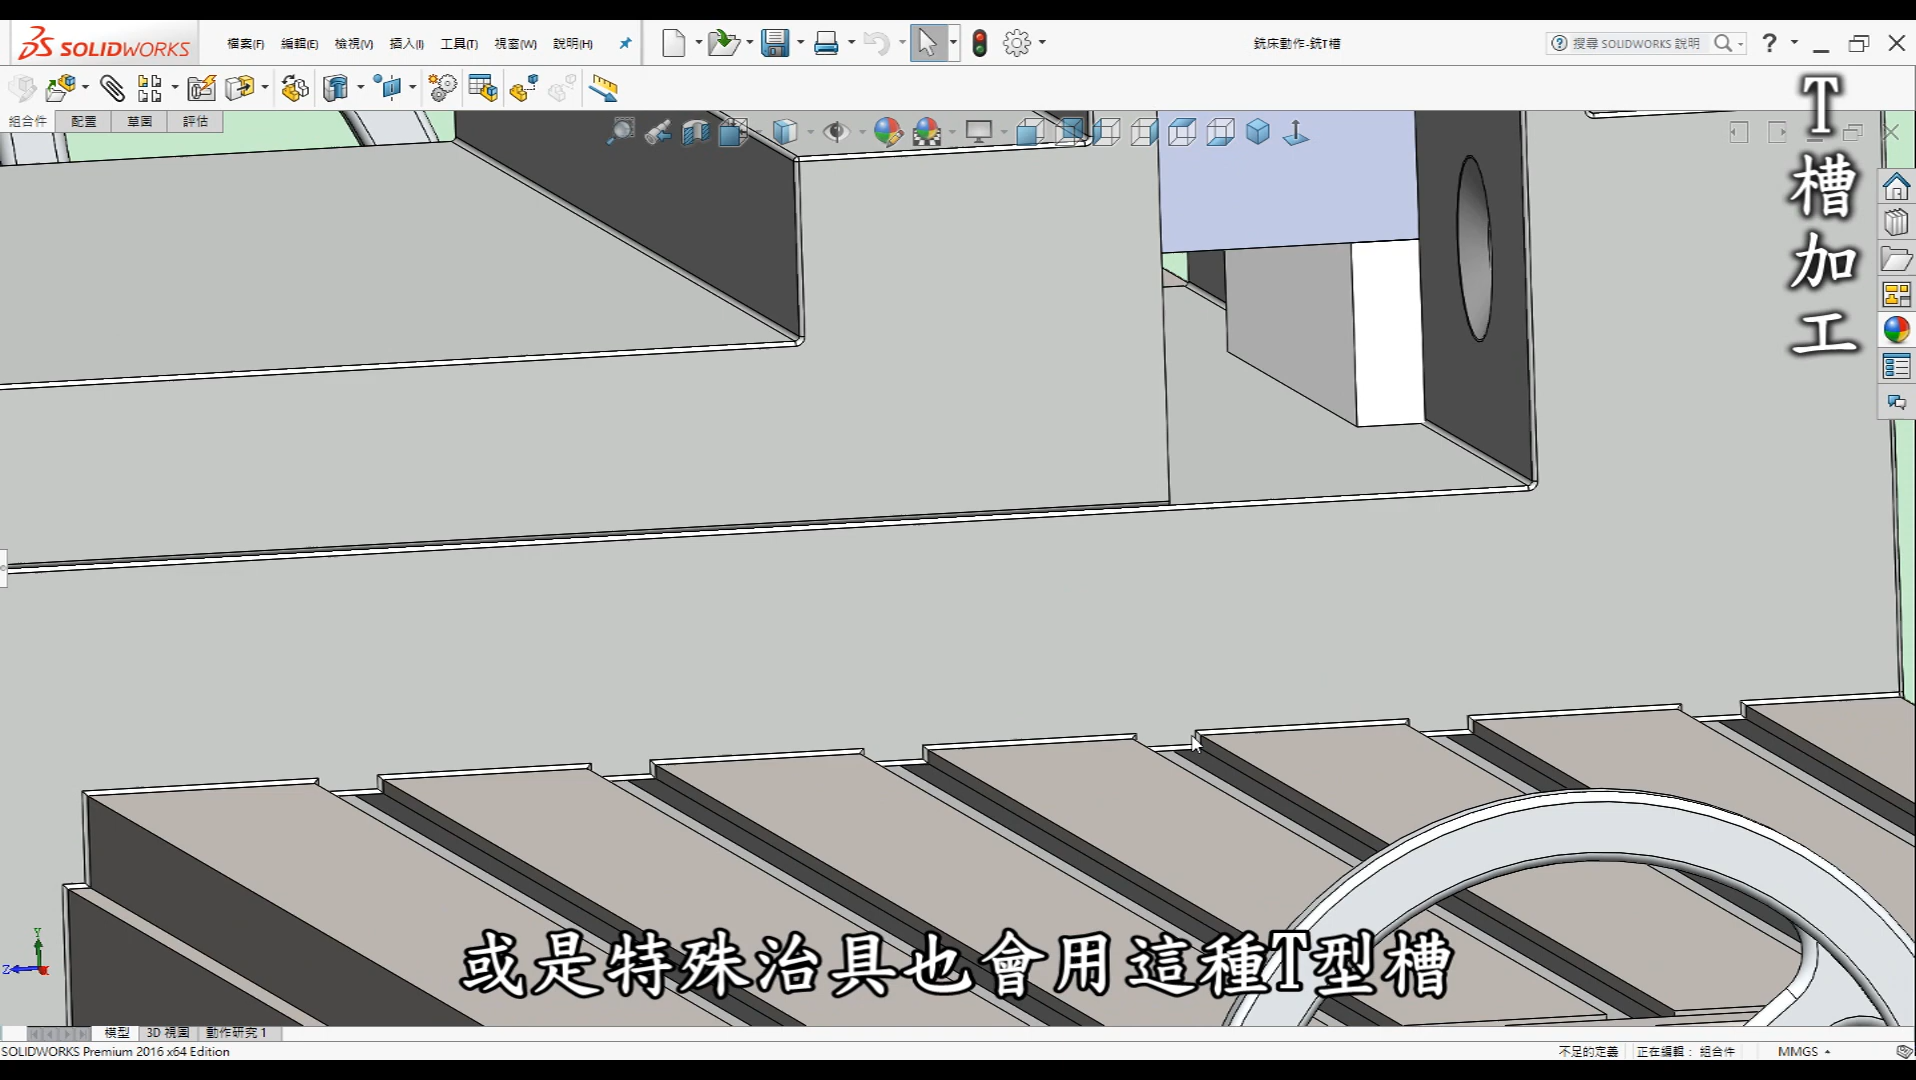 SOLIDWORKS
檔案(F) 編輯(E) 檢視(V) 插入(I) 工具(T) 視窗(W) 說明(H)
銑床動作-銑T槽
搜尋 SOLIDWORKS 說明
組合件 配置 草圖 評估
T槽加工
Y
Z
或是特殊治具也會用這種T型槽
模型 3D 視圖 動作研究 1
SOLIDWORKS Premium 2016 x64 Edition
不足的定義 正在編輯： 組合件 MMGS